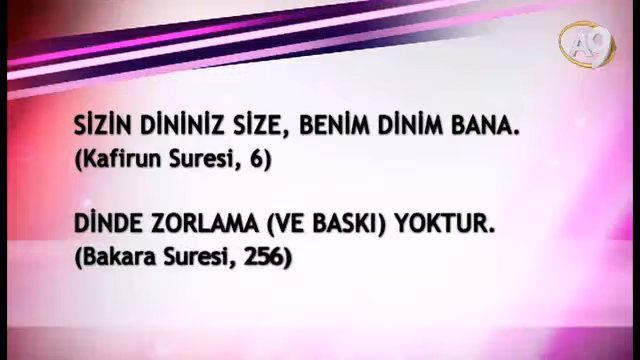 A9
SİZİN DİNİNİZ SİZE, BENİM DİNİM BANA.
(Kafirun Suresi, 6)
DİNDE ZORLAMA (VE BASKI) YOKTUR.
(Bakara Suresi, 256)